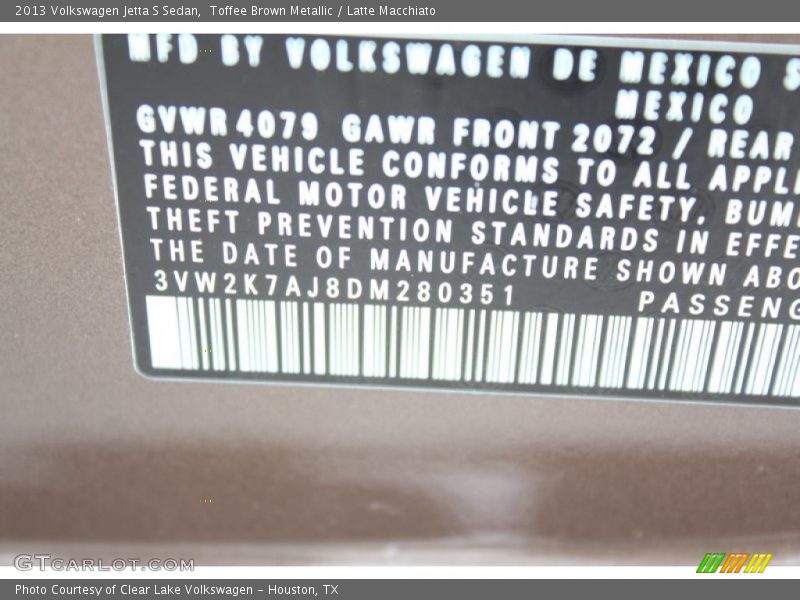 2013 Volkswagen Jetta S Sedan, Toffee Brown Metallic / Latte Macchiato
MFD BY VOLKSWAGEN DE MEXICO S
MEXICO
GVWR 4079 GAWR FRONT 2072 / REAR
THIS VEHICLE CONFORMS TO ALL APPLI
FEDERAL MOTOR VEHICLE SAFETY, BUM
THEFT PREVENTION STANDARDS IN EFFE
THE DATE OF MANUFACTURE SHOWN ABO
3VW2K7AJ8DM280351 PASSENG
GTCARLOT.COM
Photo Courtesy of Clear Lake Volkswagen – Houston, TX